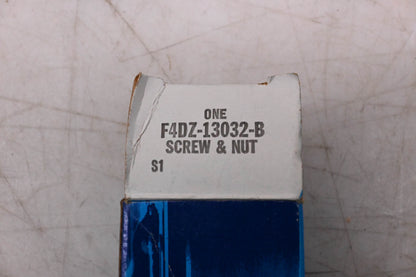 ONE
F4DZ-13032-B
SCREW & NUT
S1